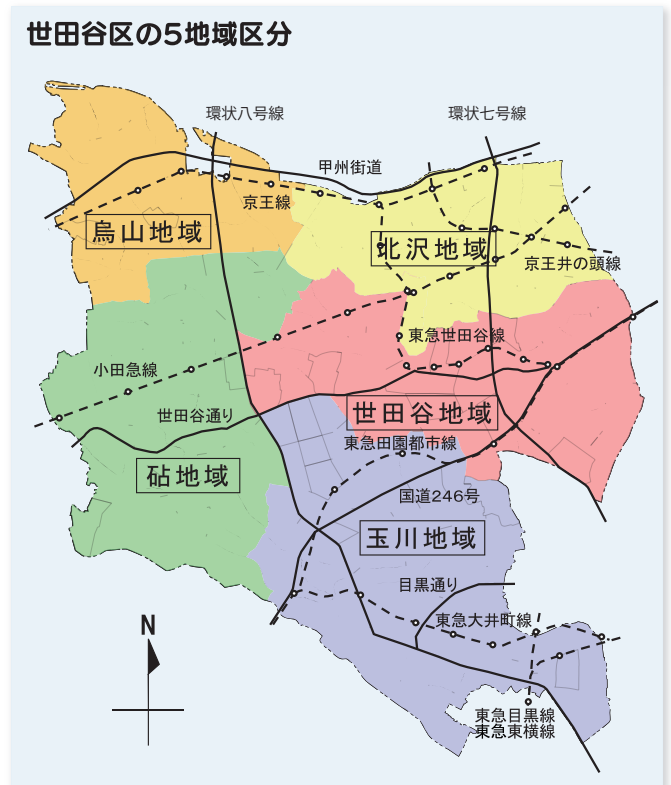 世田谷区の5地域区分
環状八号線
環状七号線
甲州街道
京王線
烏山地域
北沢地域
京王井の頭線
東急世田谷線
小田急線
世田谷通り
世田谷地域
東急田園都市線
砧地域
国道246号
玉川地域
目黒通り
東急大井町線
N
東急目黒線
東急東横線